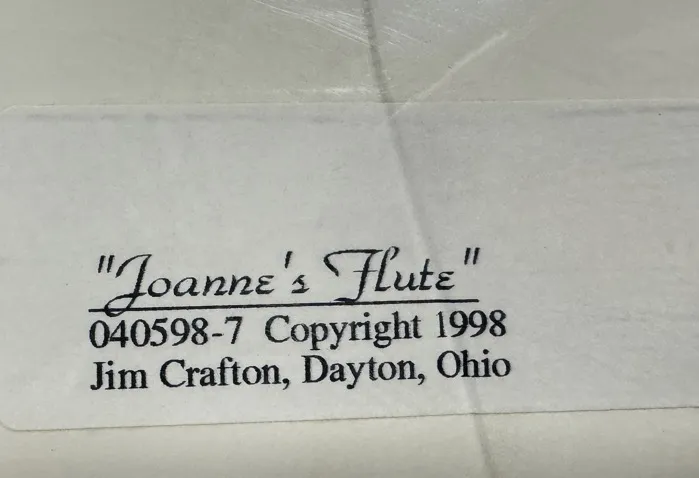 "Joanne's Flute"
040598-7 Copyright 1998
Jim Crafton, Dayton, Ohio